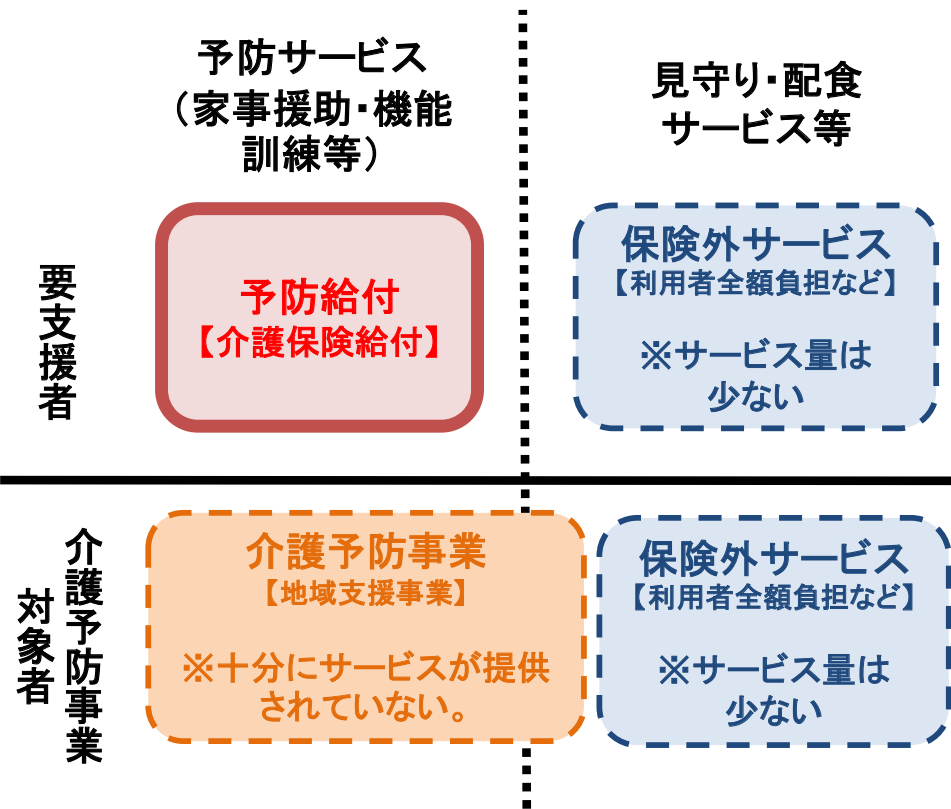 予防サービス
（家事援助・機能
訓練等）
見守り・配食
サービス等
要支援者
予防給付
【介護保険給付】
保険外サービス
【利用者全額負担など】
※サービス量は
少ない
介護予防事業
対象者
介護予防事業
【地域支援事業】
※十分にサービスが提供
されていない。
保険外サービス
【利用者全額負担など】
※サービス量は
少ない